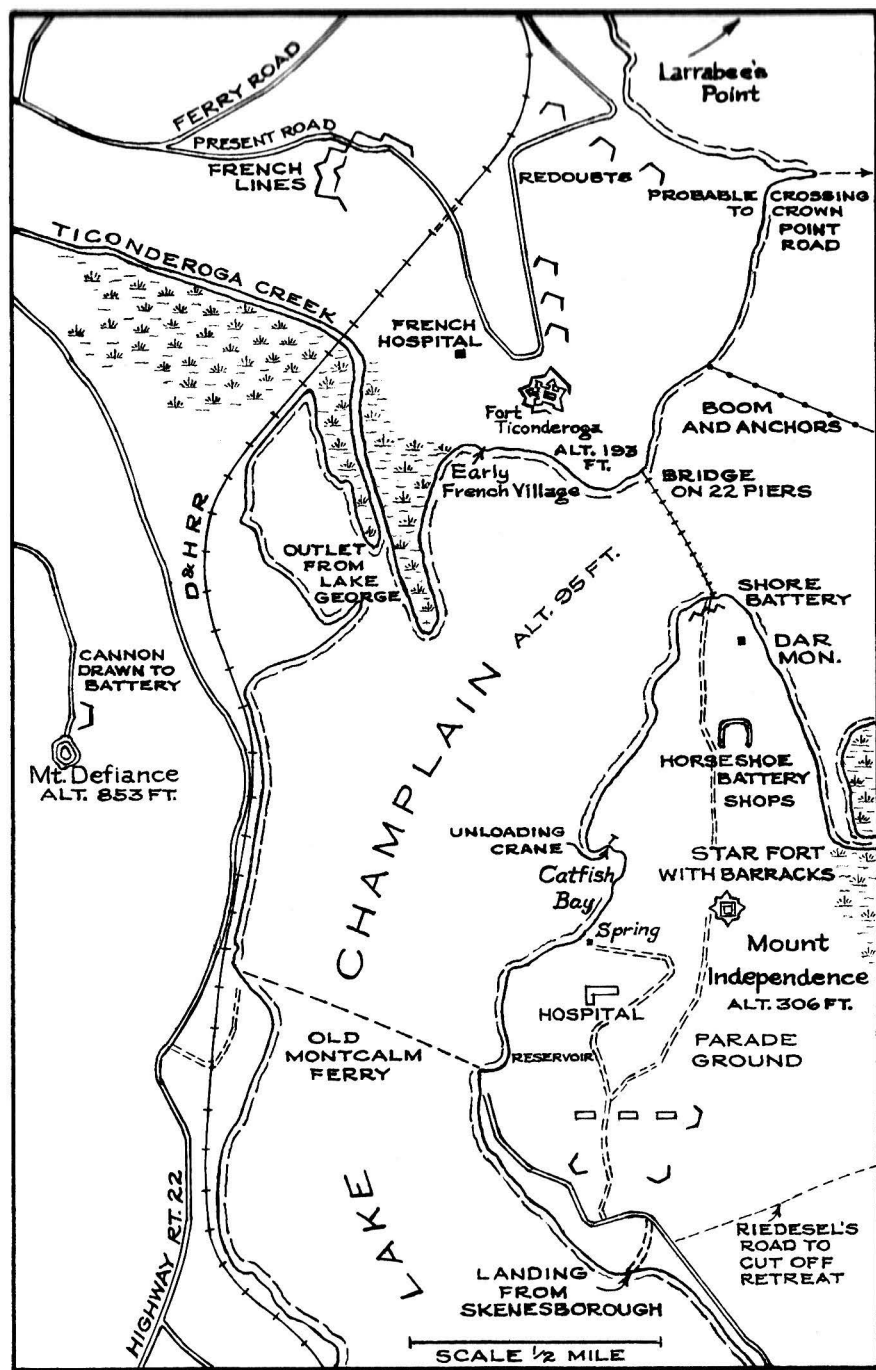 Larrabee's
Point
FERRY ROAD
PRESENT ROAD
FRENCH
LINES
REDOUBTS
PROBABLE CROSSING
TO CROWN
POINT
ROAD
TICONDEROGA CREEK
FRENCH
HOSPITAL
Fort
Ticonderoga
ALT. 193
FT.
BOOM
AND ANCHORS
Early
French Village
BRIDGE
ON 22 PIERS
D&HRR
OUTLET
FROM
LAKE
GEORGE
SHORE
BATTERY
DAR
MON.
CANNON
DRAWN TO
BATTERY
Mt. Defiance
ALT. 853 FT.
LAKE CHAMPLAIN ALT. 95 FT.
HORSESHOE
BATTERY
SHOPS
UNLOADING
CRANE
Catfish
Bay
STAR FORT
WITH BARRACKS
Spring
Mount
Independence
ALT. 306 FT.
HOSPITAL
OLD
MONTCALM
FERRY
RESERVOIR
PARADE
GROUND
HIGHWAY RT. 22
RIEDESEL'S
ROAD TO
CUT OFF
RETREAT
LANDING
FROM
SKENESBOROUGH
SCALE 1/2 MILE